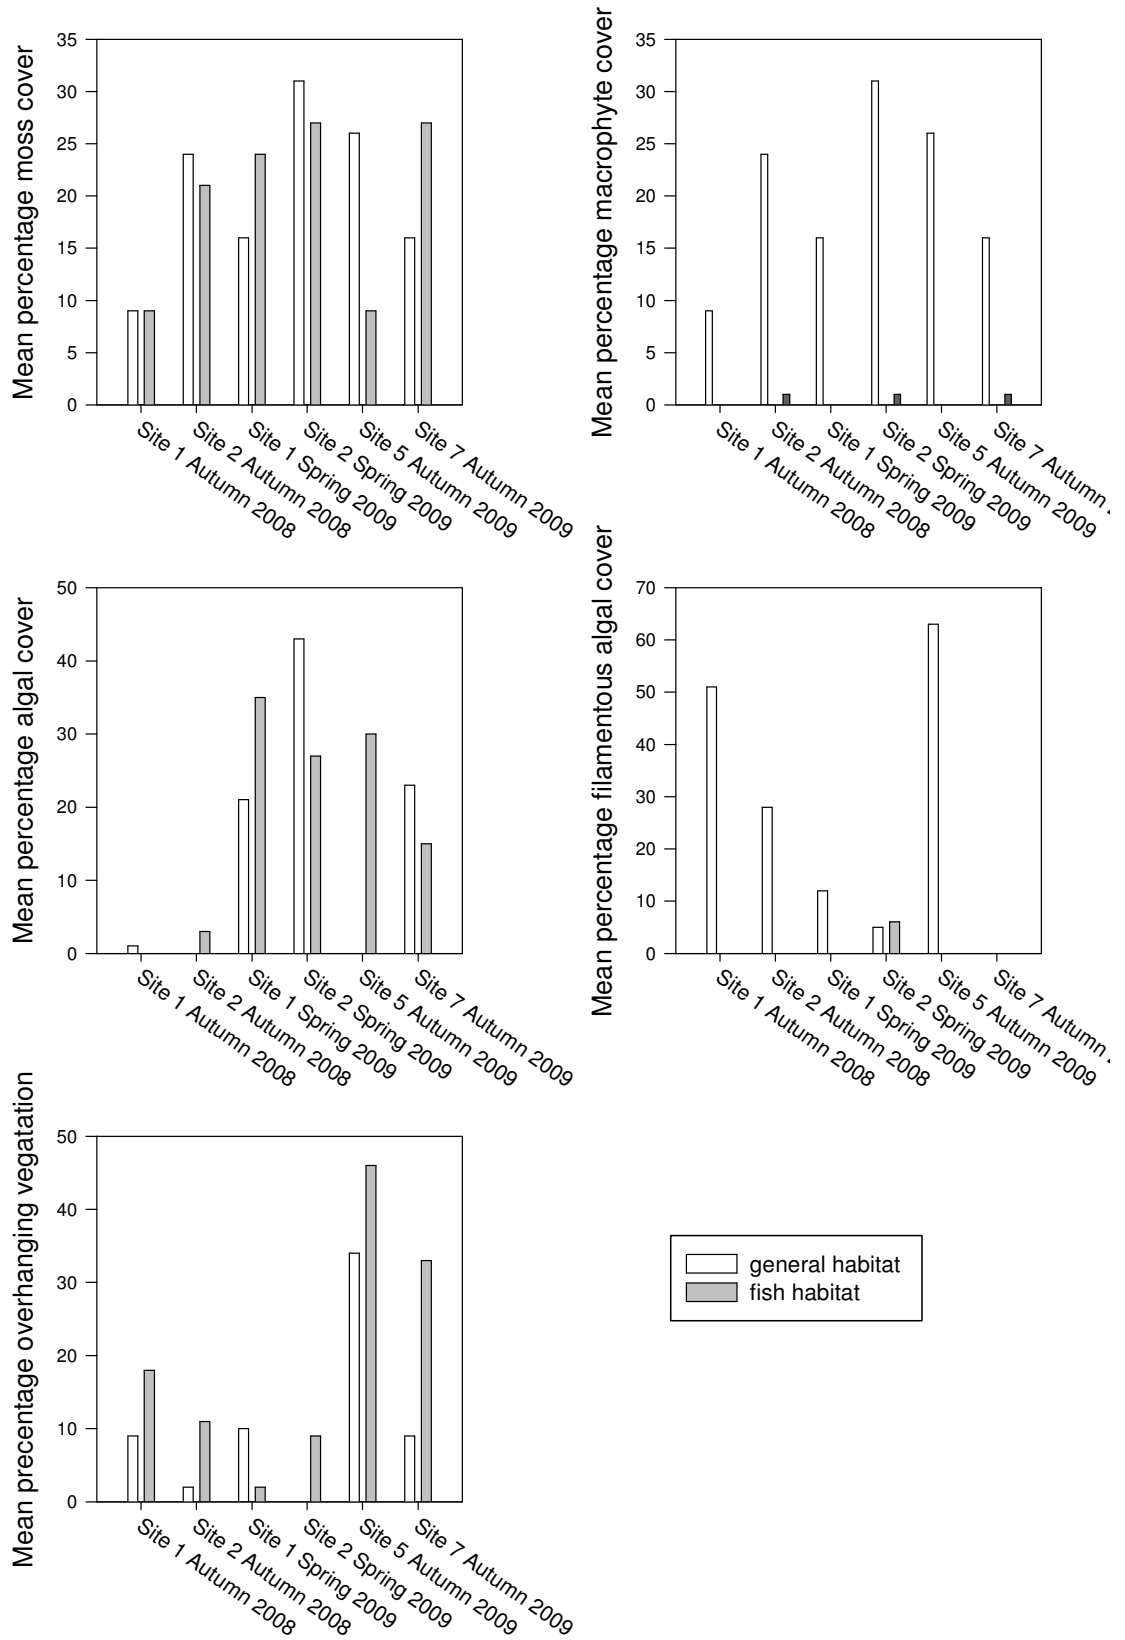 Mean percentage moss cover
35
30
25
20
15
10
5
0
Site 1 Autumn 2008
Site 2 Autumn 2008
Site 1 Spring 2009
Site 2 Spring 2009
Site 5 Autumn 2009
Site 7 Autumn 2009
Mean percentage macrophyte cover
35
30
25
20
15
10
5
0
Site 1 Autumn 2008
Site 2 Autumn 2008
Site 1 Spring 2009
Site 2 Spring 2009
Site 5 Autumn 2009
Site 7 Autumn
Mean percentage algal cover
50
40
30
20
10
0
Site 1 Autumn 2008
Site 2 Autumn 2008
Site 1 Spring 2009
Site 2 Spring 2009
Site 5 Autumn 2009
Site 7 Autumn 2009
Mean percentage filamentous algal cover
70
60
50
40
30
20
10
0
Site 1 Autumn 2008
Site 2 Autumn 2008
Site 1 Spring 2009
Site 2 Spring 2009
Site 5 Autumn 2009
Site 7 Autumn
Mean precentage overhanging vegatation
50
40
30
20
10
0
Site 1 Autumn 2008
Site 2 Autumn 2008
Site 1 Spring 2009
Site 2 Spring 2009
Site 5 Autumn 2009
Site 7 Autumn 2009
general habitat
fish habitat